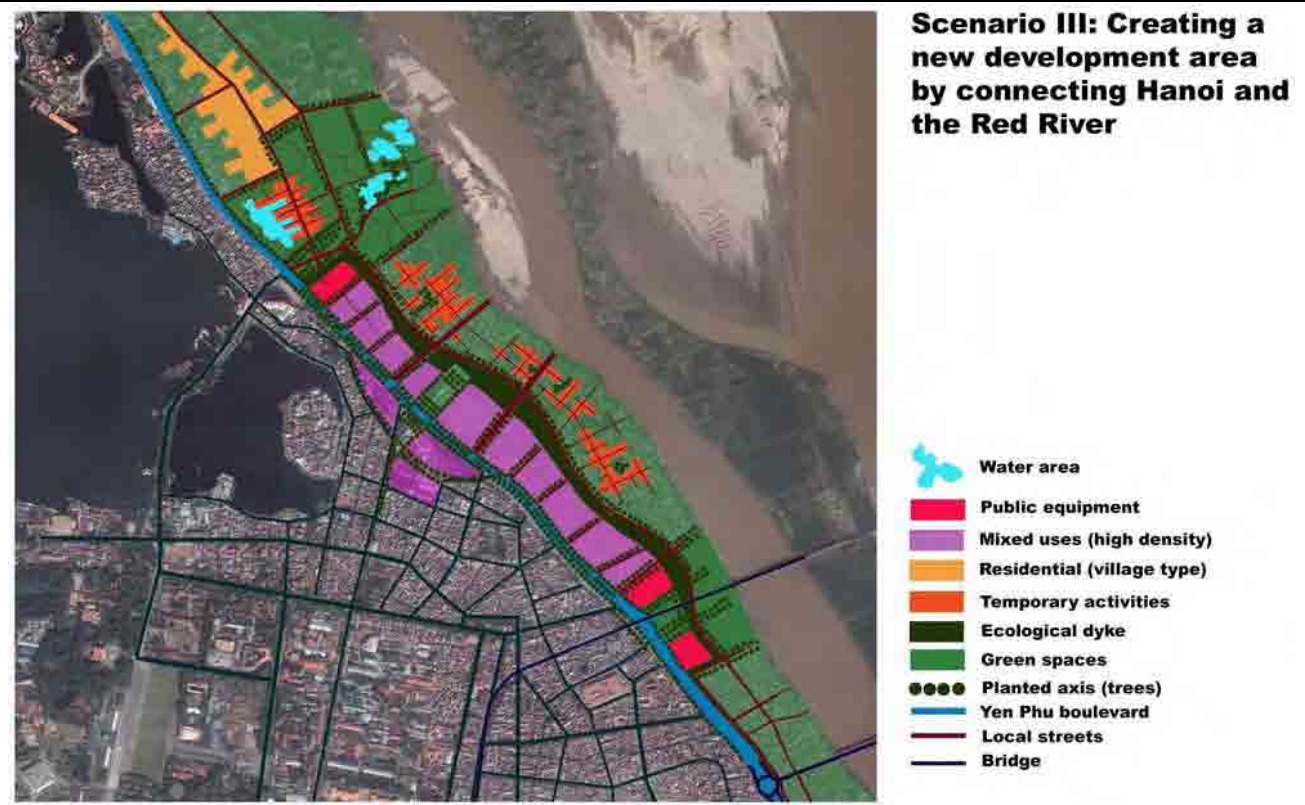 Scenario III: Creating a
new development area
by connecting Hanoi and
the Red River
Water area
Public equipment
Mixed uses (high density)
Residential (village type)
Temporary activities
Ecological dyke
Green spaces
Planted axis (trees)
Yen Phu boulevard
Local streets
Bridge